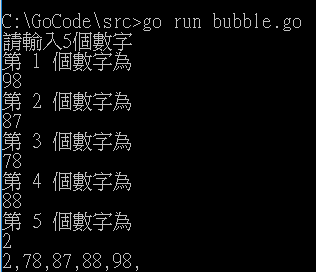 C:\GoCode\src>go run bubble.go
請輸入5個數字
第 1 個數字為
98
第 2 個數字為
87
第 3 個數字為
78
第 4 個數字為
88
第 5 個數字為
2
2,78,87,88,98,